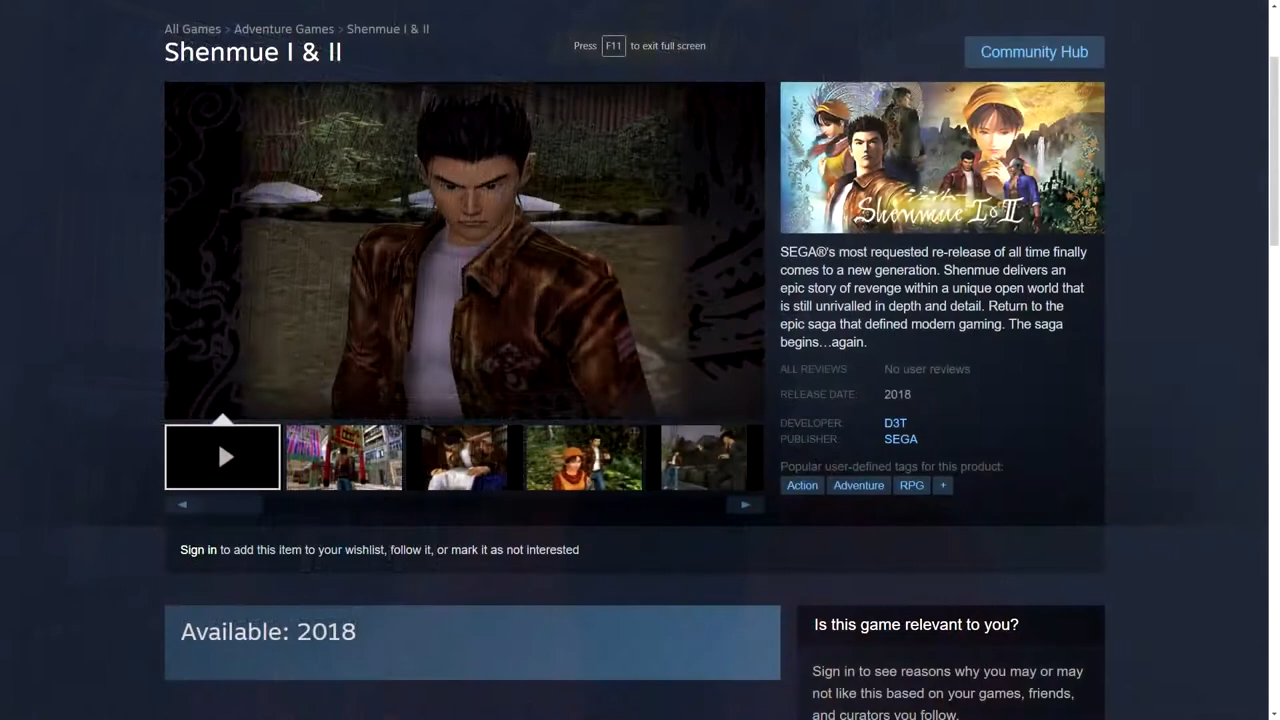 All Games > Adventure Games > Shenmue I & II
Shenmue I & II
Press F11 to exit full screen
Community Hub
Shenmue I & II
SEGA®'s most requested re-release of all time finally
comes to a new generation. Shenmue delivers an
epic story of revenge within a unique open world that
is still unrivalled in depth and detail. Return to the
epic saga that defined modern gaming. The saga
begins…again.
ALL REVIEWS No user reviews
RELEASE DATE: 2018
DEVELOPER: D3T
PUBLISHER: SEGA
Popular user-defined tags for this product:
Action Adventure RPG +
Sign in to add this item to your wishlist, follow it, or mark it as not interested
Available: 2018
Is this game relevant to you?
Sign in to see reasons why you may or may
not like this based on your games, friends,
and curators you follow.